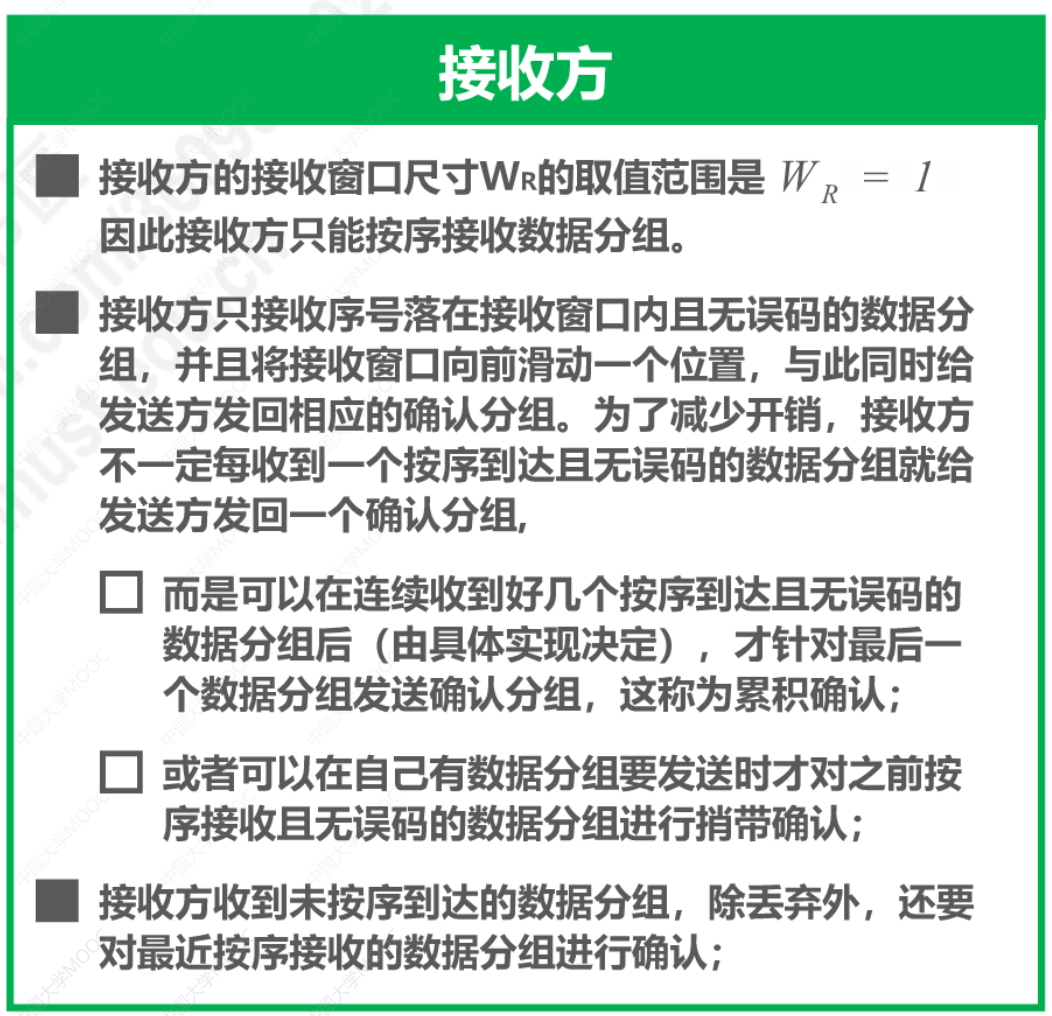 接收方
接收方的接收窗口尺寸WR的取值范围是 W R = 1
因此接收方只能按序接收数据分组。
接收方只接收序号落在接收窗口内且无误码的数据分
组，并且将接收窗口向前滑动一个位置，与此同时给
发送方发回相应的确认分组。为了减少开销，接收方
不一定每收到一个按序到达且无误码的数据分组就给
发送方发回一个确认分组,
而是可以在连续收到好几个按序到达且无误码的
数据分组后（由具体实现决定），才针对最后一
个数据分组发送确认分组，这称为累积确认；
或者可以在自己有数据分组要发送时才对之前按
序接收且无误码的数据分组进行捎带确认；
接收方收到未按序到达的数据分组，除丢弃外，还要
对最近按序接收的数据分组进行确认；
中国大学MOOC